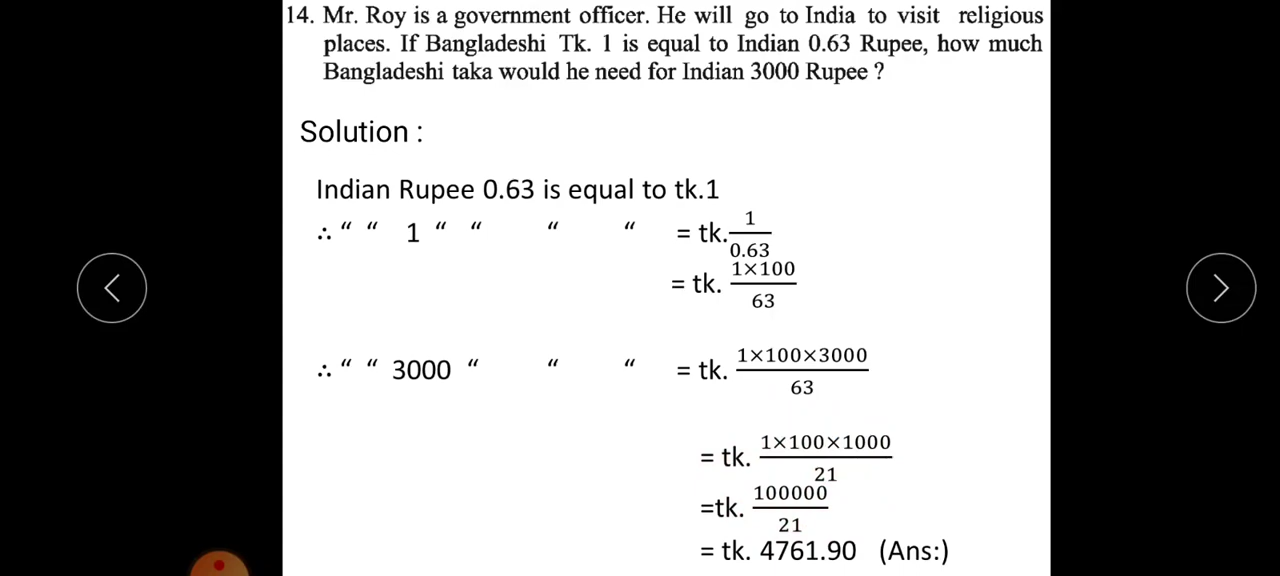 14. Mr. Roy is a government officer. He will go to India to visit religious
places. If Bangladeshi Tk. 1 is equal to Indian 0.63 Rupee, how much
Bangladeshi taka would he need for Indian 3000 Rupee ?
Solution :
Indian Rupee 0.63 is equal to tk.1
∴ “ “ 1 “ “ “ “ = tk. 1/0.63
= tk. 1×100/63
∴ “ “ 3000 “ “ “ = tk. 1×100×3000/63
= tk. 1×100×1000/21
=tk. 100000/21
= tk. 4761.90 (Ans:)